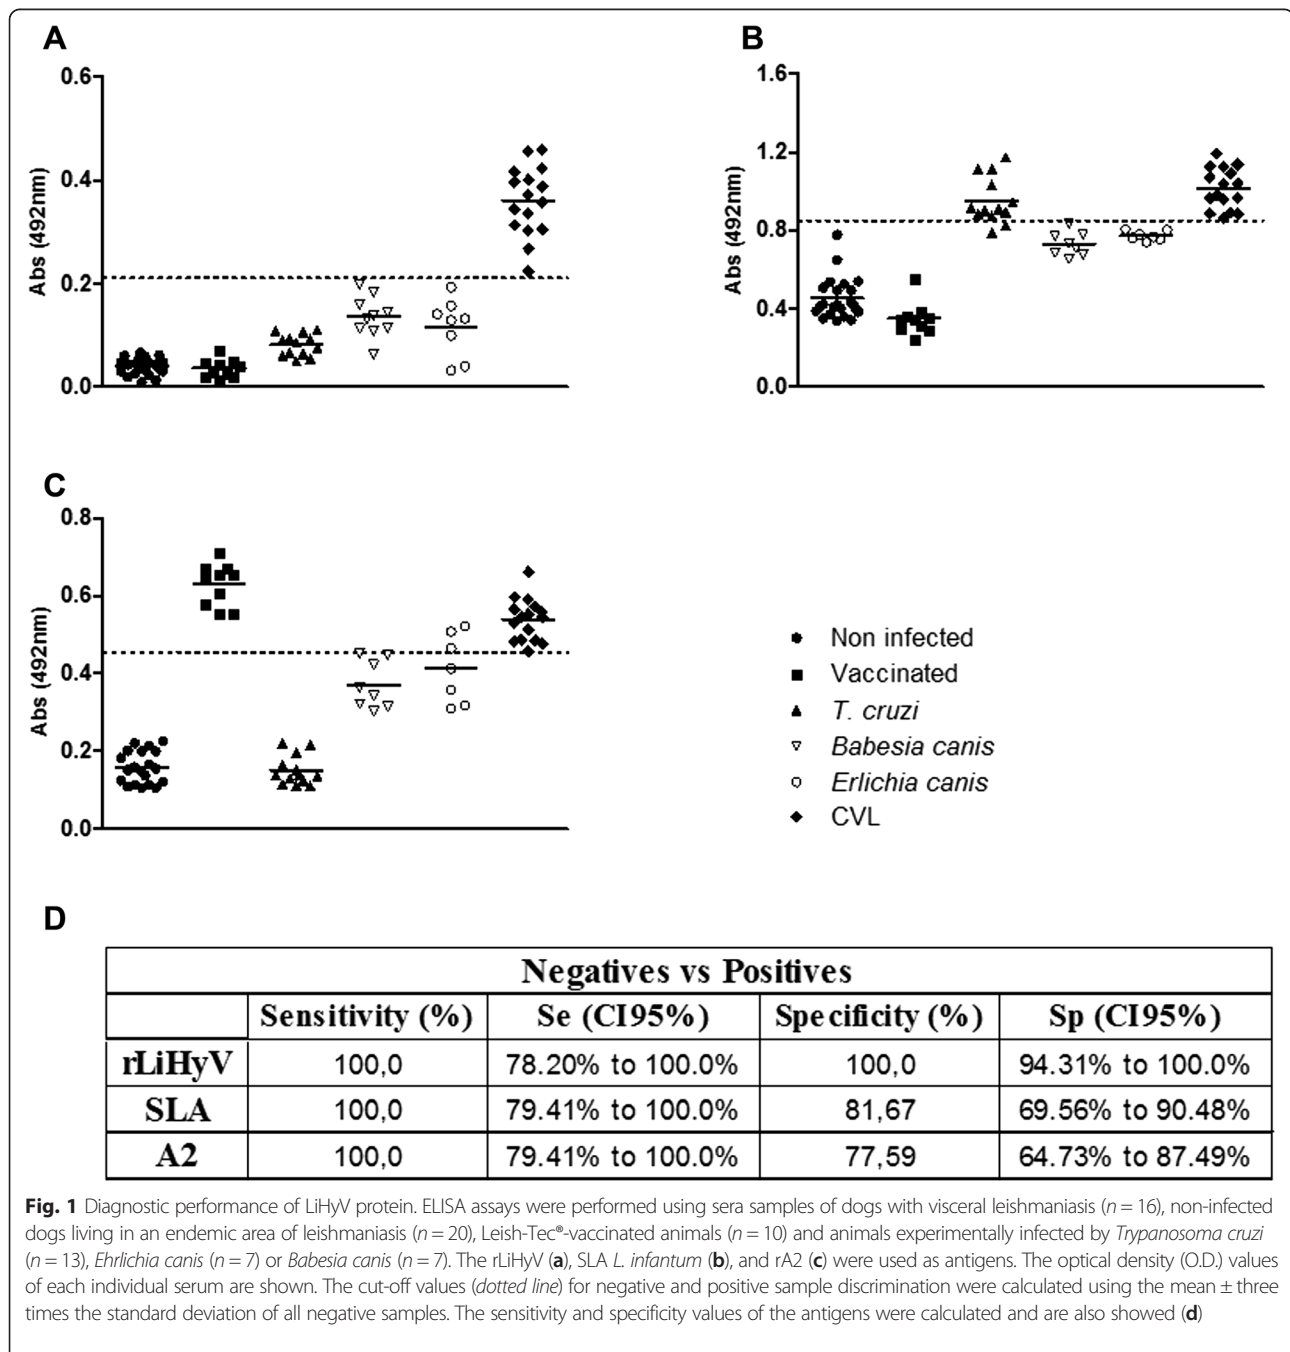 A
0.6
0.4
0.2
0.0
Abs (492nm)
B
1.6
1.2
0.8
0.4
0.0
Abs (492nm)
C
0.8
0.6
0.4
0.2
0.0
Abs (492nm)
Non infected
Vaccinated
T. cruzi
Babesia canis
Erlichia canis
CVL
D
Negatives vs Positives
Sensitivity (%) Se (CI95%) Specificity (%) Sp (CI95%)
rLiHyV 100,0 78.20% to 100.0% 100,0 94.31% to 100.0%
SLA 100,0 79.41% to 100.0% 81,67 69.56% to 90.48%
A2 100,0 79.41% to 100.0% 77,59 64.73% to 87.49%
Fig. 1 Diagnostic performance of LiHyV protein. ELISA assays were performed using sera samples of dogs with visceral leishmaniasis (n = 16), non-infected
dogs living in an endemic area of leishmaniasis (n = 20), Leish-Tec®-vaccinated animals (n = 10) and animals experimentally infected by Trypanosoma cruzi
(n = 13), Ehrlichia canis (n = 7) or Babesia canis (n = 7). The rLiHyV (a), SLA L. infantum (b), and rA2 (c) were used as antigens. The optical density (O.D.) values
of each individual serum are shown. The cut-off values (dotted line) for negative and positive sample discrimination were calculated using the mean ± three
times the standard deviation of all negative samples. The sensitivity and specificity values of the antigens were calculated and are also showed (d)